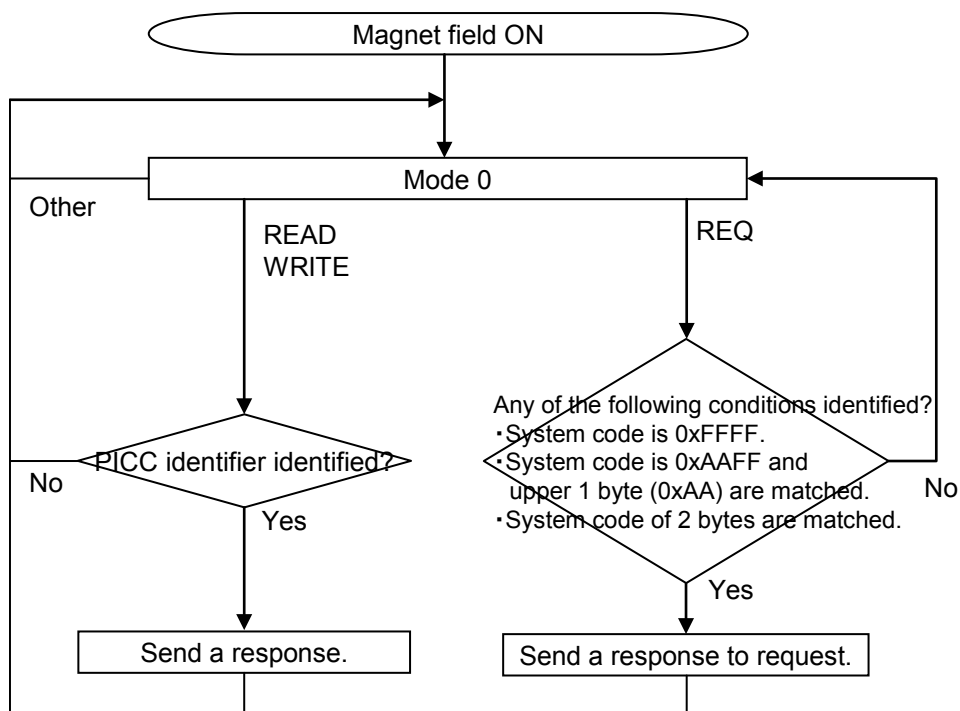 Magnet field ON
Mode 0
Other
READ
WRITE
REQ
Any of the following conditions identified?
・System code is 0xFFFF.
・System code is 0xAAFF and
upper 1 byte (0xAA) are matched.
・System code of 2 bytes are matched.
PICC identifier identified?
No
No
Yes
Yes
Send a response.
Send a response to request.